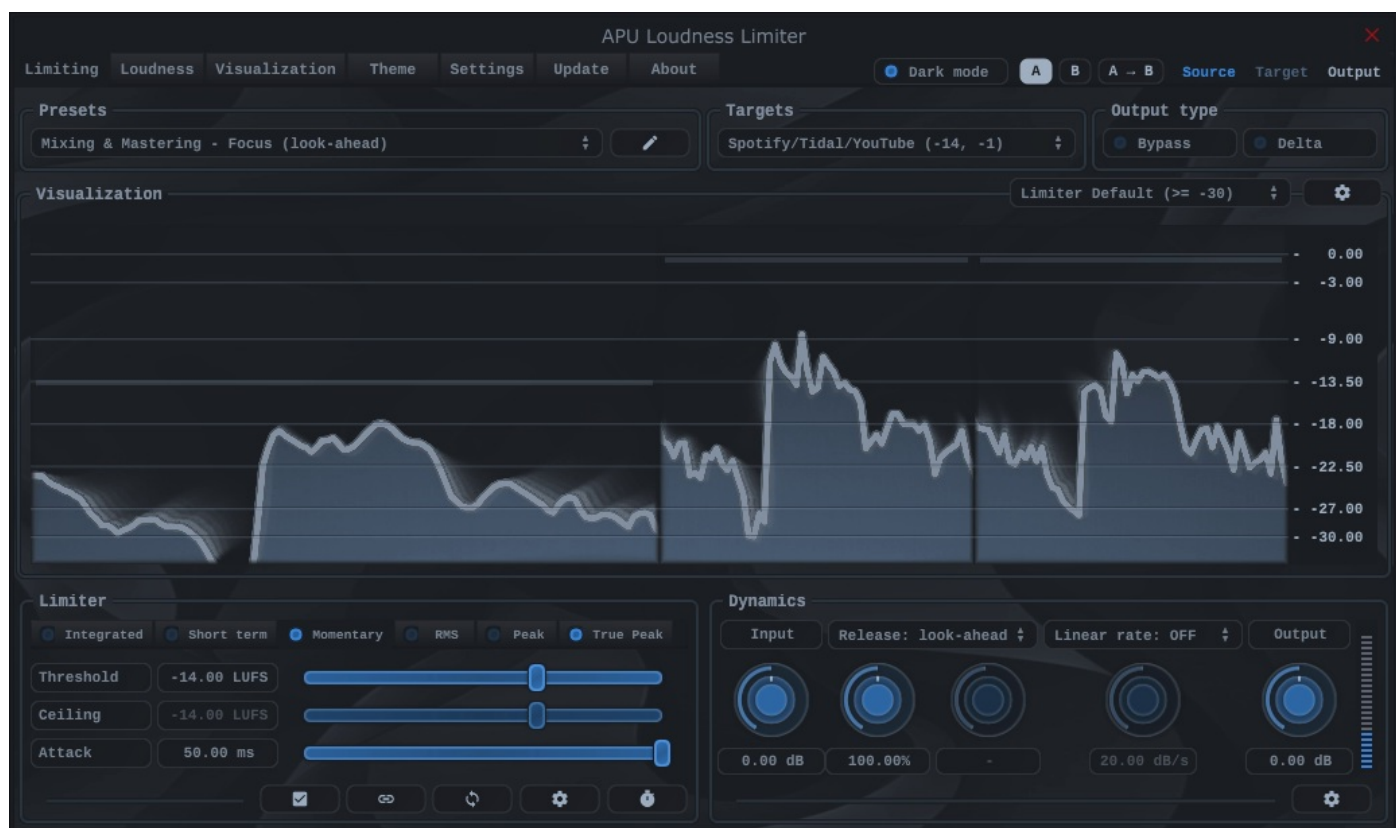 APU Loudness Limiter
Limiting Loudness Visualization Theme Settings Update About Dark mode A B A → B Source Target Output
Presets Targets Output type
Mixing & Mastering - Focus (look-ahead) Spotify/Tidal/YouTube (-14, -1) Bypass Delta
Visualization Limiter Default (>= -30)
- 0.00
- -3.00
- -9.00
- -13.50
- -18.00
- -22.50
- -27.00
- -30.00
Limiter Dynamics
Integrated Short term Momentary RMS Peak True Peak Input Release: look-ahead Linear rate: OFF Output
Threshold -14.00 LUFS
Ceiling -14.00 LUFS
Attack 50.00 ms 0.00 dB 100.00% - 20.00 dB/s 0.00 dB